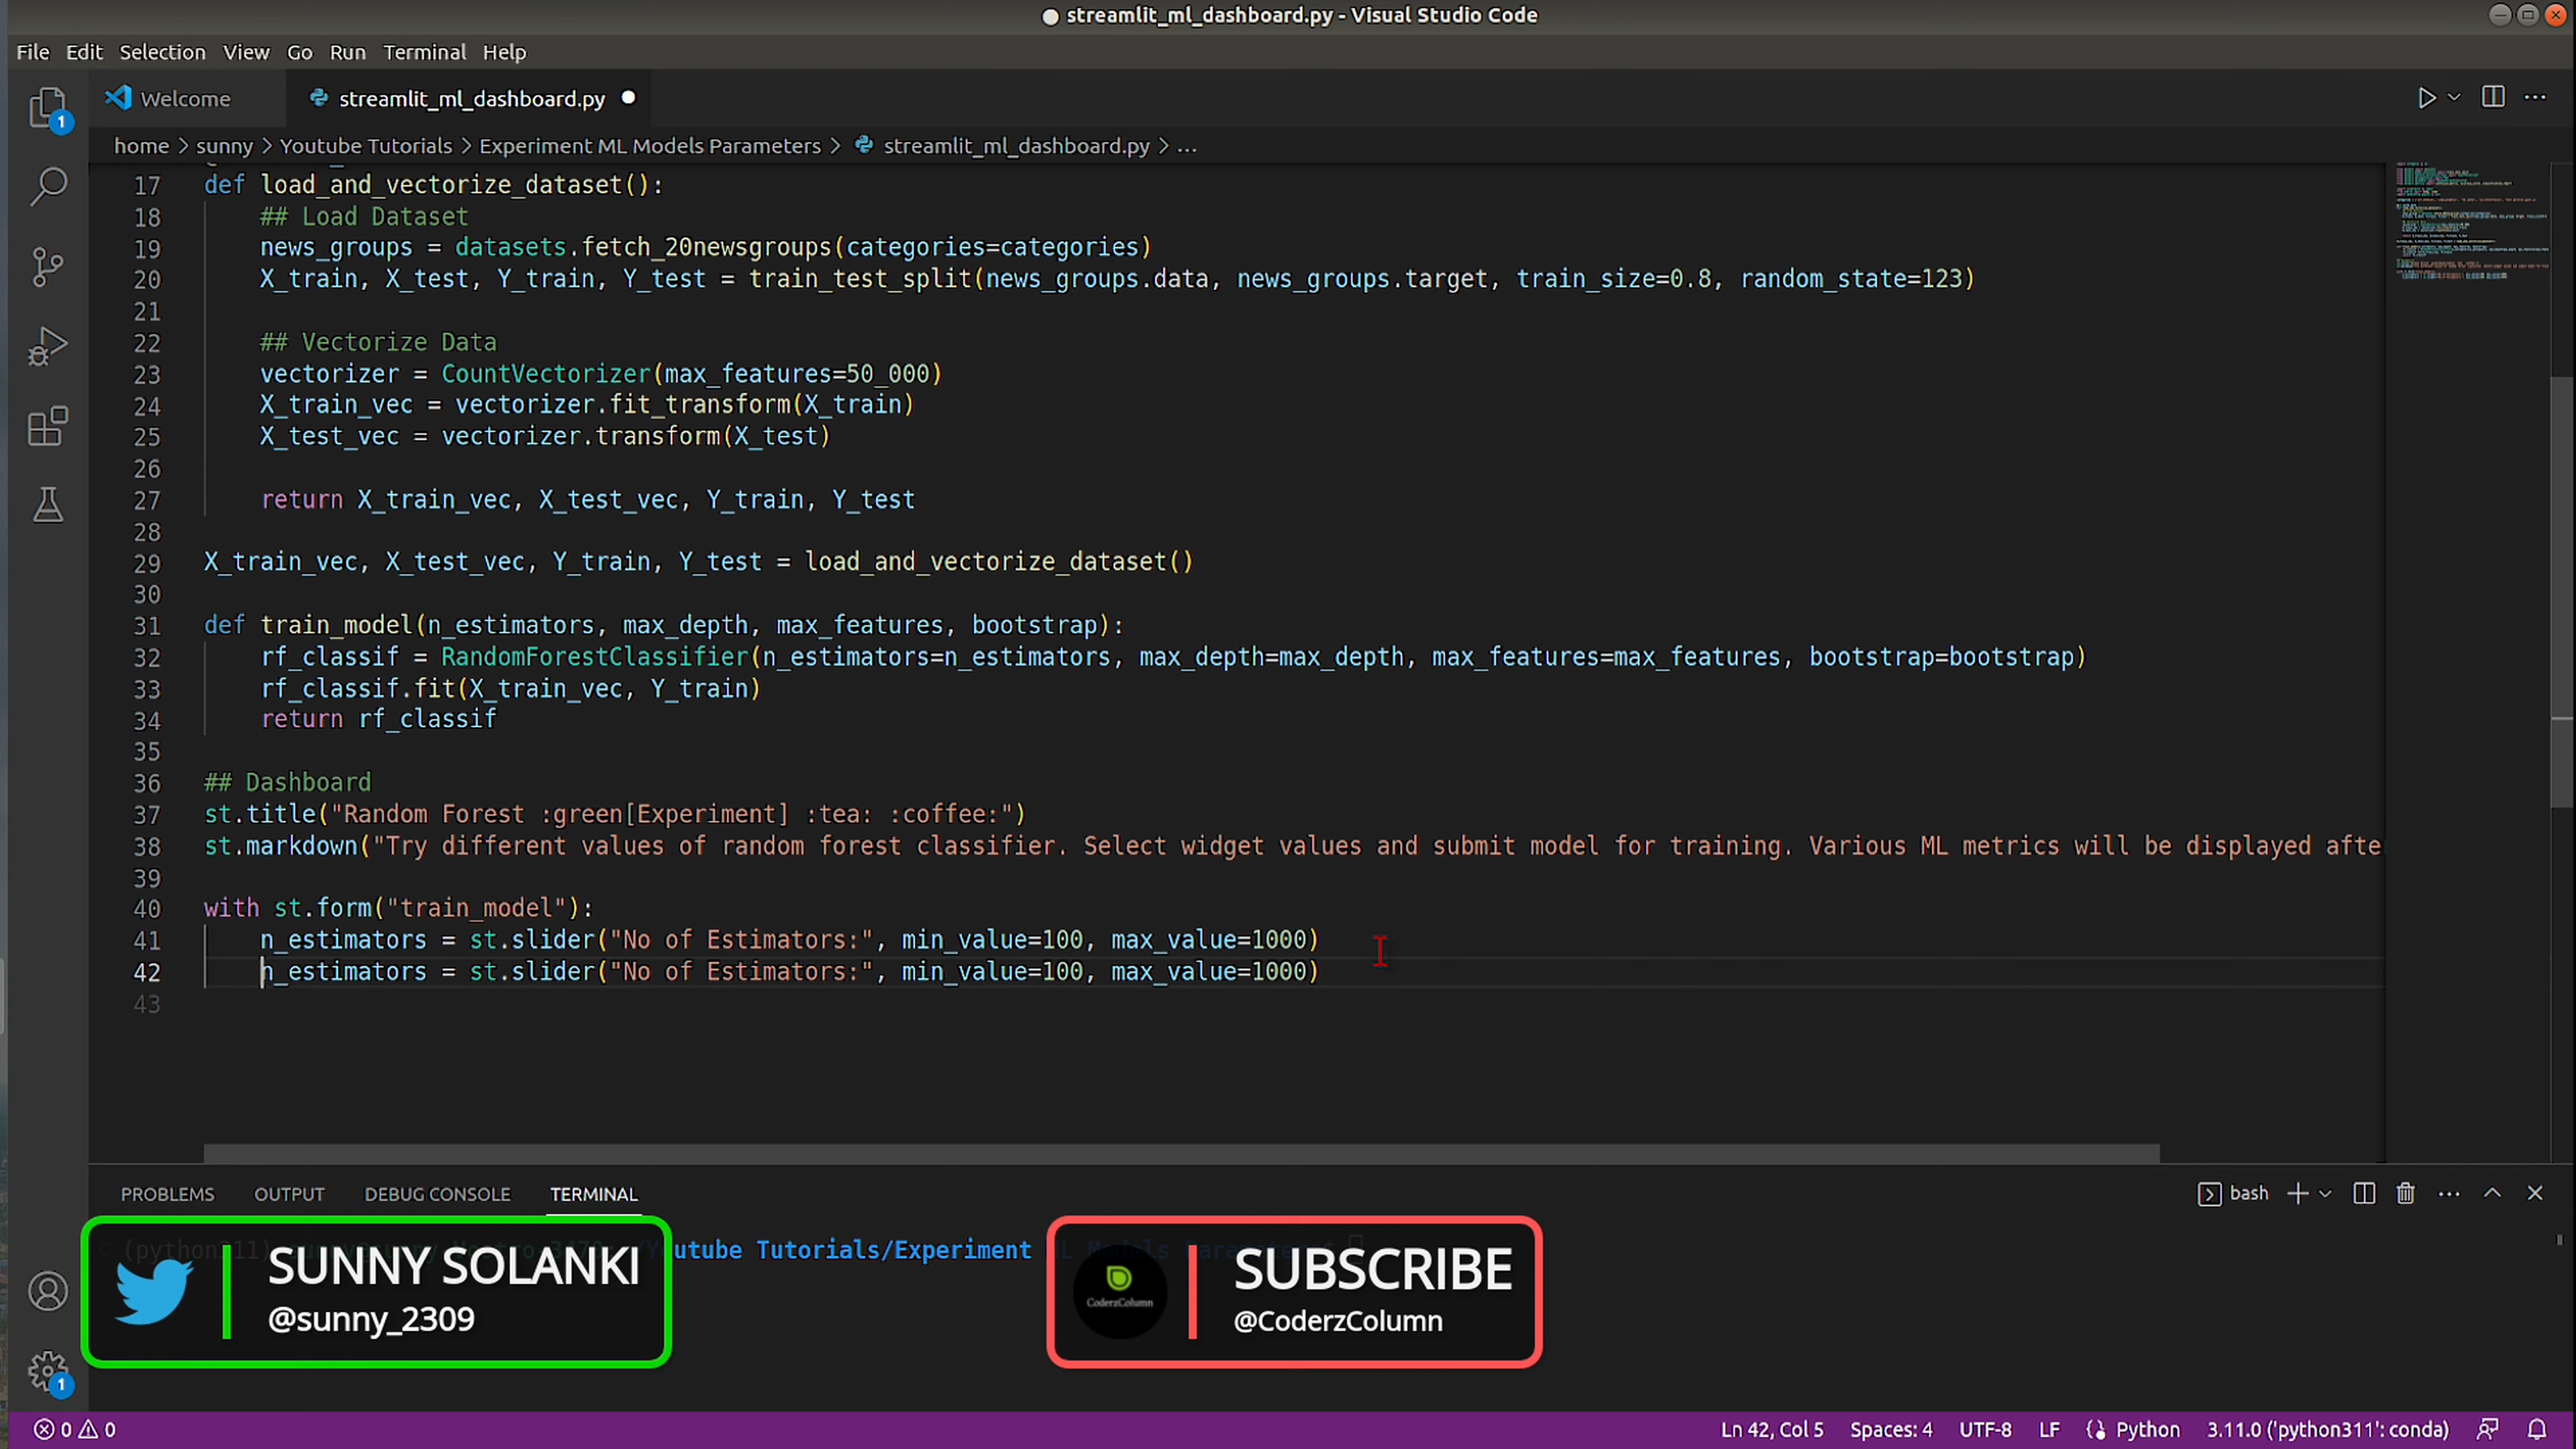 streamlit_ml_dashboard.py - Visual Studio Code
File Edit Selection View Go Run Terminal Help
1
Welcome streamlit_ml_dashboard.py
home > sunny > Youtube Tutorials > Experiment ML Models Parameters > streamlit_ml_dashboard.py > ...
17 def load_and_vectorize_dataset():
18 ## Load Dataset
19 news_groups = datasets.fetch_20newsgroups(categories=categories)
20 X_train, X_test, Y_train, Y_test = train_test_split(news_groups.data, news_groups.target, train_size=0.8, random_state=123)
21
22 ## Vectorize Data
23 vectorizer = CountVectorizer(max_features=50_000)
24 X_train_vec = vectorizer.fit_transform(X_train)
25 X_test_vec = vectorizer.transform(X_test)
26
27 return X_train_vec, X_test_vec, Y_train, Y_test
28
29 X_train_vec, X_test_vec, Y_train, Y_test = load_and_vectorize_dataset()
30
31 def train_model(n_estimators, max_depth, max_features, bootstrap):
32 rf_classif = RandomForestClassifier(n_estimators=n_estimators, max_depth=max_depth, max_features=max_features, bootstrap=bootstrap)
33 rf_classif.fit(X_train_vec, Y_train)
34 return rf_classif
35
36 ## Dashboard
37 st.title("Random Forest :green[Experiment] :tea: :coffee:")
38 st.markdown("Try different values of random forest classifier. Select widget values and submit model for training. Various ML metrics will be displayed afte
39
40 with st.form("train_model"):
41 n_estimators = st.slider("No of Estimators:", min_value=100, max_value=1000)
42 n_estimators = st.slider("No of Estimators:", min_value=100, max_value=1000)
43
PROBLEMS OUTPUT DEBUG CONSOLE TERMINAL bash
(python311) Youtube Tutorials/Experiment ML Models
SUNNY SOLANKI
@sunny_2309
CoderzColumn
SUBSCRIBE
@CoderzColumn
1
0 0 Ln 42, Col 5 Spaces: 4 UTF-8 LF Python 3.11.0 ('python311': conda)